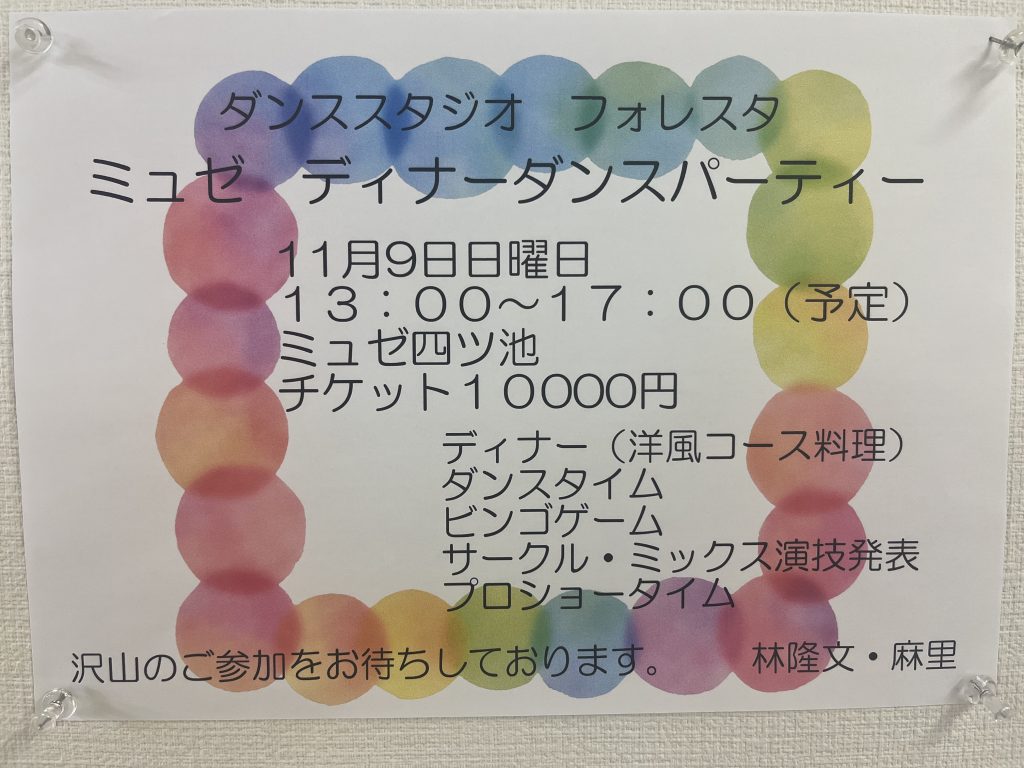 ダンススタジオ　フォレスタ
ミュゼ　ディナーダンスパーティー
11月9日日曜日
１３：００～１７：００（予定）
ミュゼ四ツ池
チケット１００００円
ディナー（洋風コース料理）
ダンスタイム
ビンゴゲーム
サークル・ミックス演技発表
プロショータイム
沢山のご参加をお待ちしております。　林隆文・麻里